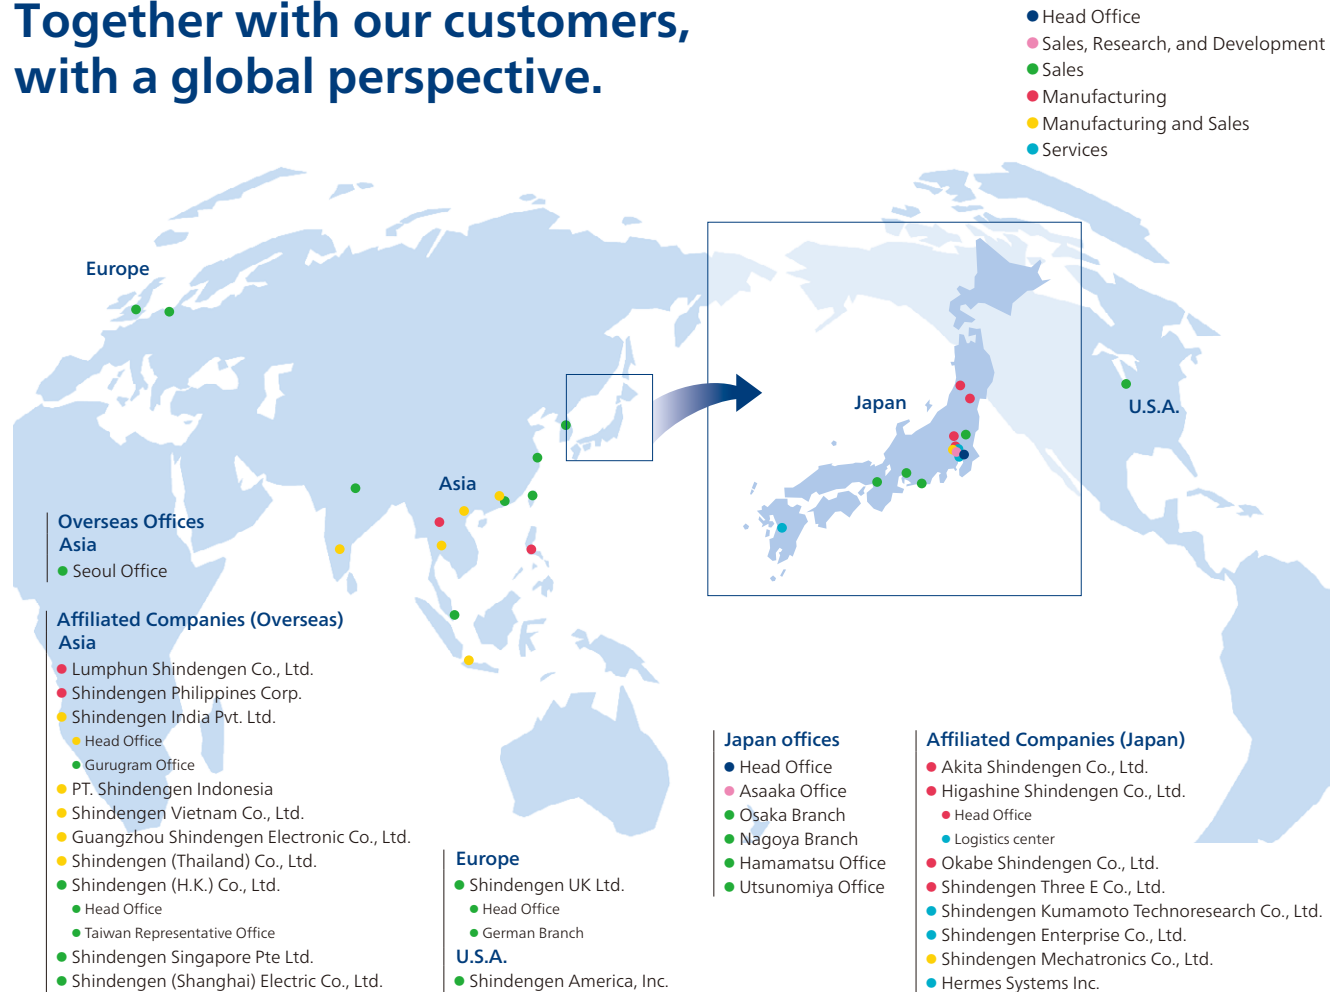 Together with our customers,
with a global perspective.
Head Office
Sales, Research, and Development
Sales
Manufacturing
Manufacturing and Sales
Services
Europe
Japan
U.S.A.
Asia
Overseas Offices
Asia
Seoul Office
Affiliated Companies (Overseas)
Asia
Lumphun Shindengen Co., Ltd.
Shindengen Philippines Corp.
Shindengen India Pvt. Ltd.
Head Office
Gurugram Office
PT. Shindengen Indonesia
Shindengen Vietnam Co., Ltd.
Guangzhou Shindengen Electronic Co., Ltd.
Shindengen (Thailand) Co., Ltd.
Shindengen (H.K.) Co., Ltd.
Head Office
Taiwan Representative Office
Shindengen Singapore Pte Ltd.
Shindengen (Shanghai) Electric Co., Ltd.
Europe
Shindengen UK Ltd.
Head Office
German Branch
U.S.A.
Shindengen America, Inc.
Japan offices
Head Office
Asaaka Office
Osaka Branch
Nagoya Branch
Hamamatsu Office
Utsunomiya Office
Affiliated Companies (Japan)
Akita Shindengen Co., Ltd.
Higashine Shindengen Co., Ltd.
Head Office
Logistics center
Okabe Shindengen Co., Ltd.
Shindengen Three E Co., Ltd.
Shindengen Kumamoto Technoresearch Co., Ltd.
Shindengen Enterprise Co., Ltd.
Shindengen Mechatronics Co., Ltd.
Hermes Systems Inc.